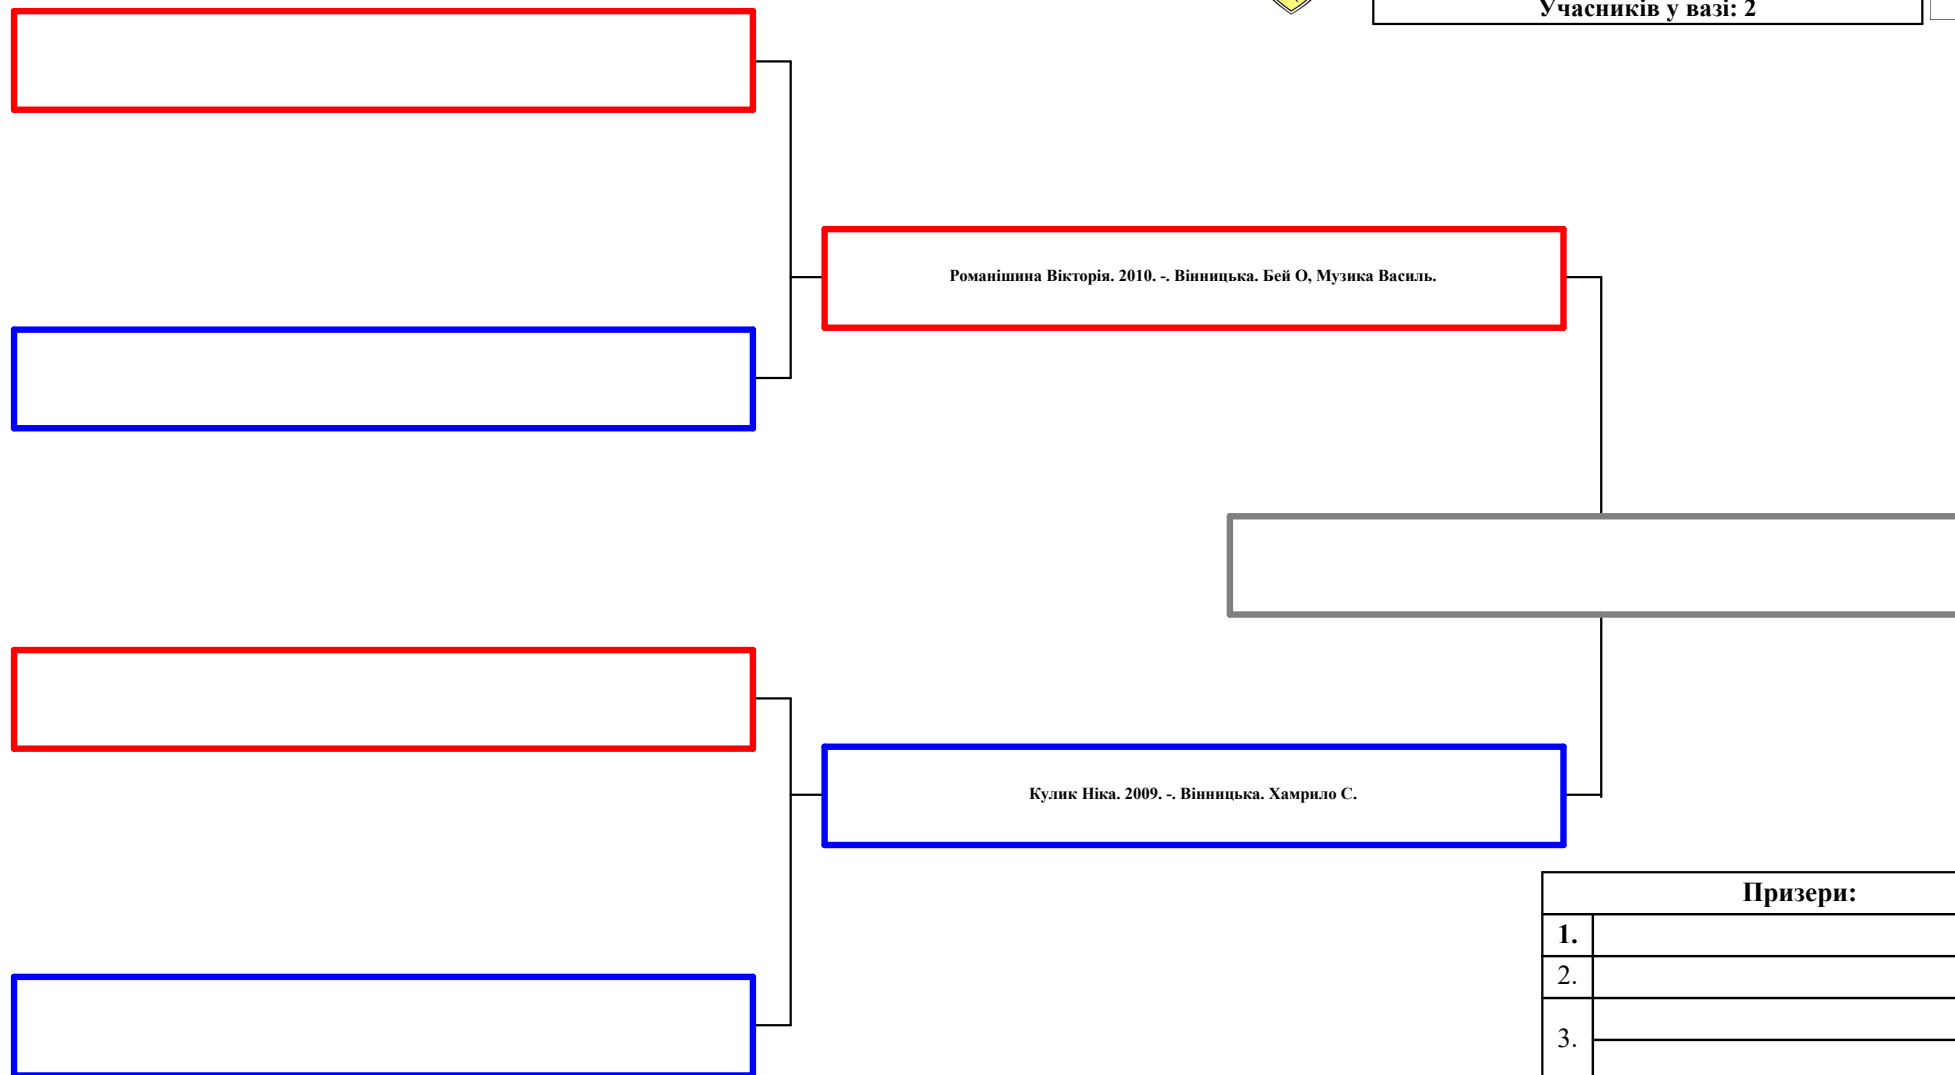 Учасників у вазі: 2
Романішина Вікторія. 2010. -. Вінницька. Бей О, Музика Василь.
Кулик Ніка. 2009. -. Вінницька. Хамрило С.
Призери:
1.
2.
3.